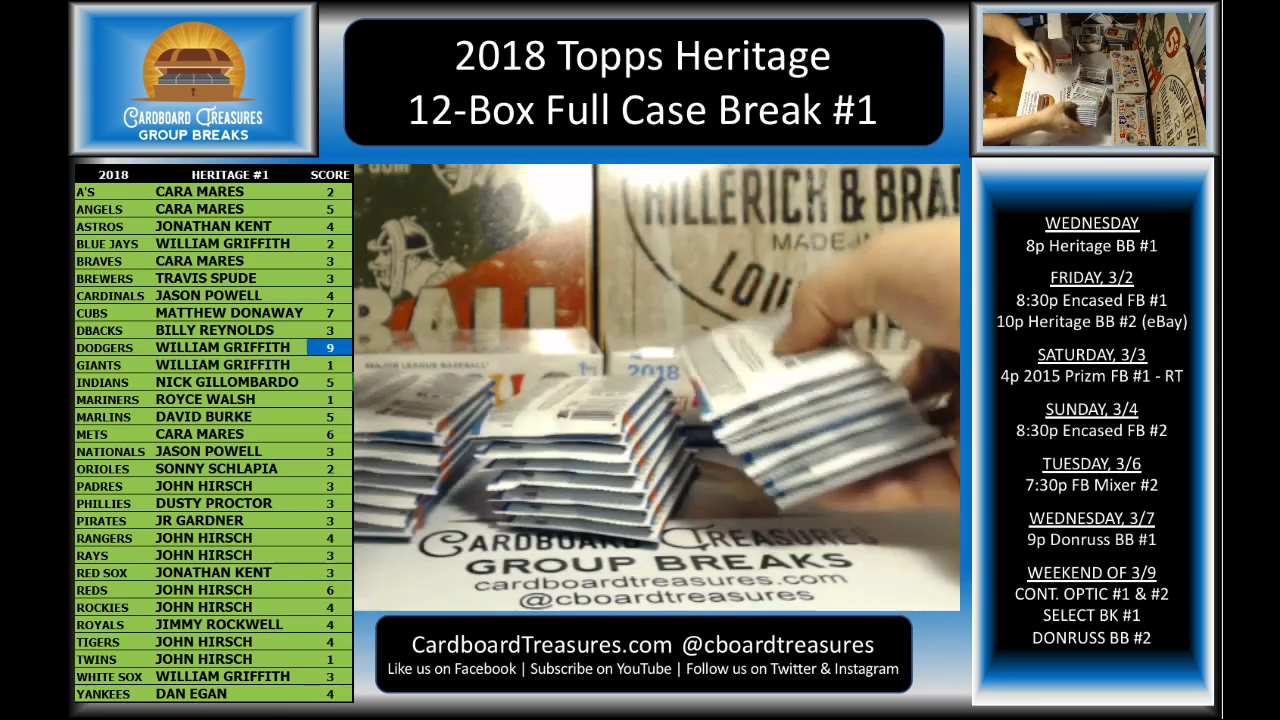 CARDBOARD TREASURES
GROUP BREAKS
2018 Topps Heritage
12-Box Full Case Break #1
2018 HERITAGE #1 SCORE
A'S CARA MARES 2
ANGELS CARA MARES 5
ASTROS JONATHAN KENT 4
BLUE JAYS WILLIAM GRIFFITH 2
BRAVES CARA MARES 3
BREWERS TRAVIS SPUDE 3
CARDINALS JASON POWELL 4
CUBS MATTHEW DONAWAY 7
DBACKS BILLY REYNOLDS 3
DODGERS WILLIAM GRIFFITH 9
GIANTS WILLIAM GRIFFITH 1
INDIANS NICK GILLOMBARDO 5
MARINERS ROYCE WALSH 1
MARLINS DAVID BURKE 5
METS CARA MARES 6
NATIONALS JASON POWELL 3
ORIOLES SONNY SCHLAPIA 2
PADRES JOHN HIRSCH 3
PHILLIES DUSTY PROCTOR 3
PIRATES JR GARDNER 3
RANGERS JOHN HIRSCH 4
RAYS JOHN HIRSCH 3
RED SOX JONATHAN KENT 3
REDS JOHN HIRSCH 6
ROCKIES JOHN HIRSCH 4
ROYALS JIMMY ROCKWELL 4
TIGERS JOHN HIRSCH 4
TWINS JOHN HIRSCH 1
WHITE SOX WILLIAM GRIFFITH 3
YANKEES DAN EGAN 4
BALL
HILLERICH & BRAD
MADE IN
LOUI
MAJOR LEAGUE BASEBALL
2018
CARDBOARD TREASURES
GROUP BREAKS
cardboardtreasures.com
@cboardtreasures
CardboardTreasures.com @cboardtreasures
Like us on Facebook | Subscribe on YouTube | Follow us on Twitter & Instagram
WEDNESDAY
8p Heritage BB #1
FRIDAY, 3/2
8:30p Encased FB #1
10p Heritage BB #2 (eBay)
SATURDAY, 3/3
4p 2015 Prizm FB #1 - RT
SUNDAY, 3/4
8:30p Encased FB #2
TUESDAY, 3/6
7:30p FB Mixer #2
WEDNESDAY, 3/7
9p Donruss BB #1
WEEKEND OF 3/9
CONT. OPTIC #1 & #2
SELECT BK #1
DONRUSS BB #2